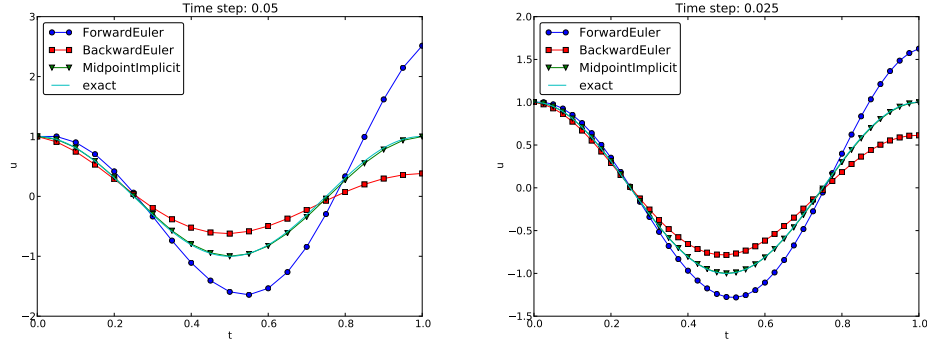 Time step: 0.05
3
2
1
0
−1
−2
u
ForwardEuler
BackwardEuler
MidpointImplicit
exact
0.0 0.2 0.4 0.6 0.8 1.0
t
Time step: 0.025
2.0
1.5
1.0
0.5
0.0
−0.5
−1.0
−1.5
u
ForwardEuler
BackwardEuler
MidpointImplicit
exact
0.0 0.2 0.4 0.6 0.8 1.0
t